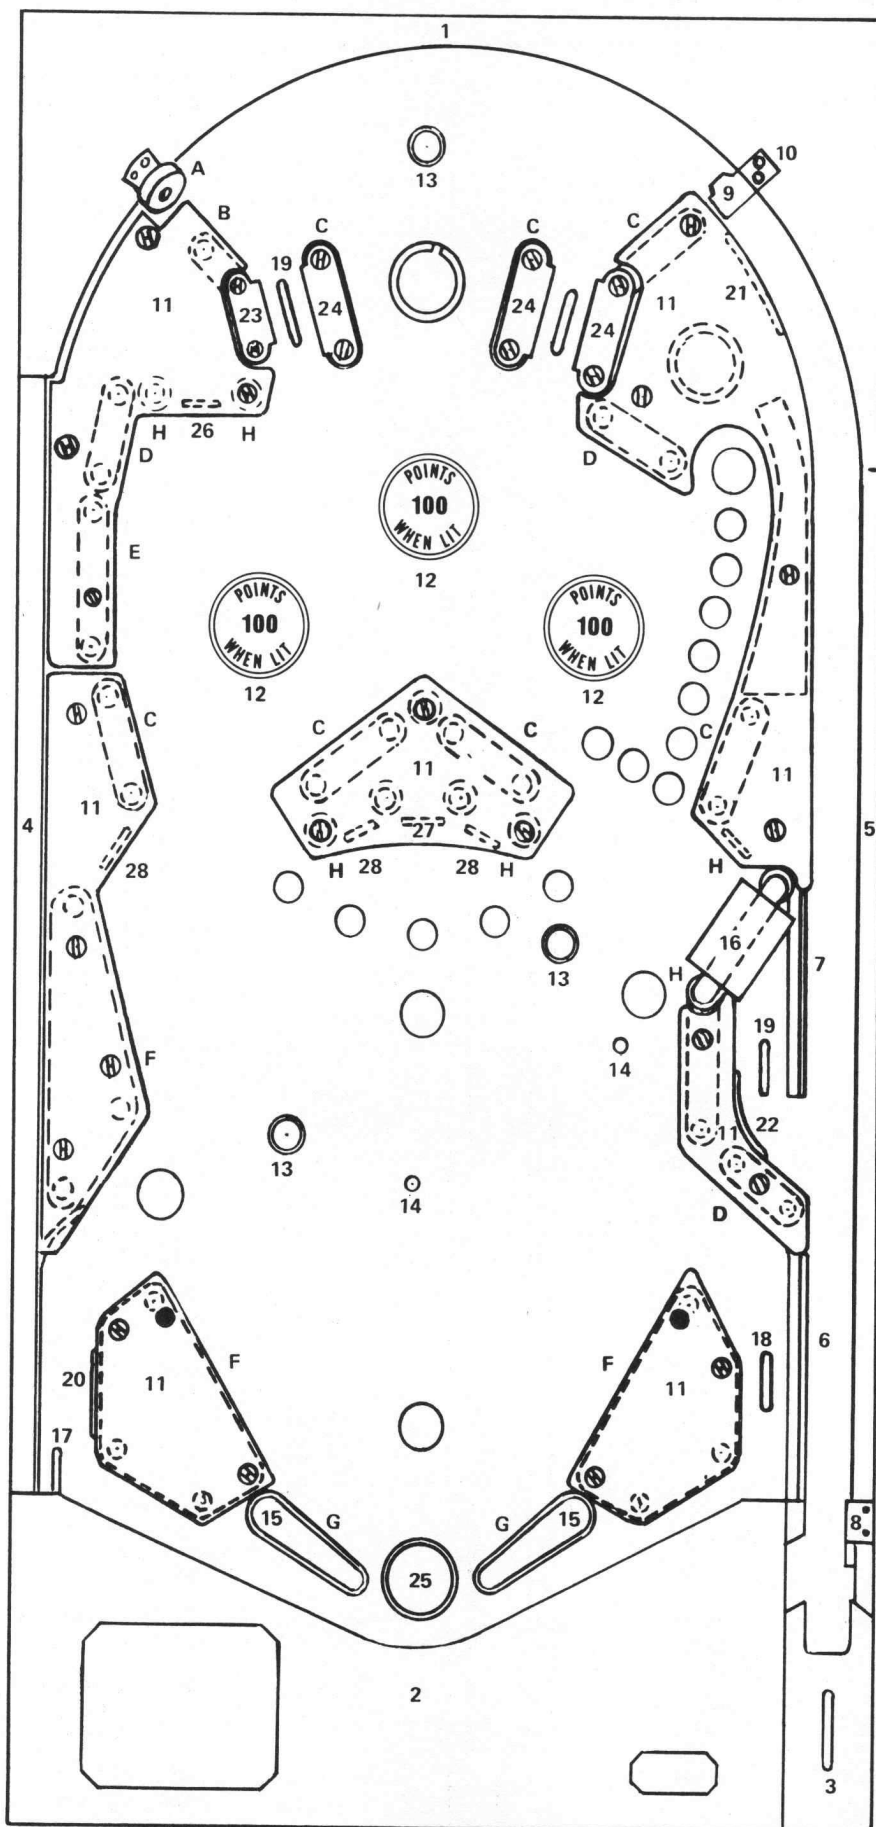 1
13
A
10
9
B
C
C
C
19
11
21
23
24
24
24
11
H
26
H
D
D
POINTS
100
WHEN LIT
12
E
POINTS
100
WHEN LIT
12
POINTS
100
WHEN LIT
12
C
C
C
C
11
11
11
4
5
27
28
H
28
28
H
H
16
7
H
13
19
14
F
11
22
13
14
D
6
18
20
11
F
F
11
17
15
G
G
15
8
25
2
3